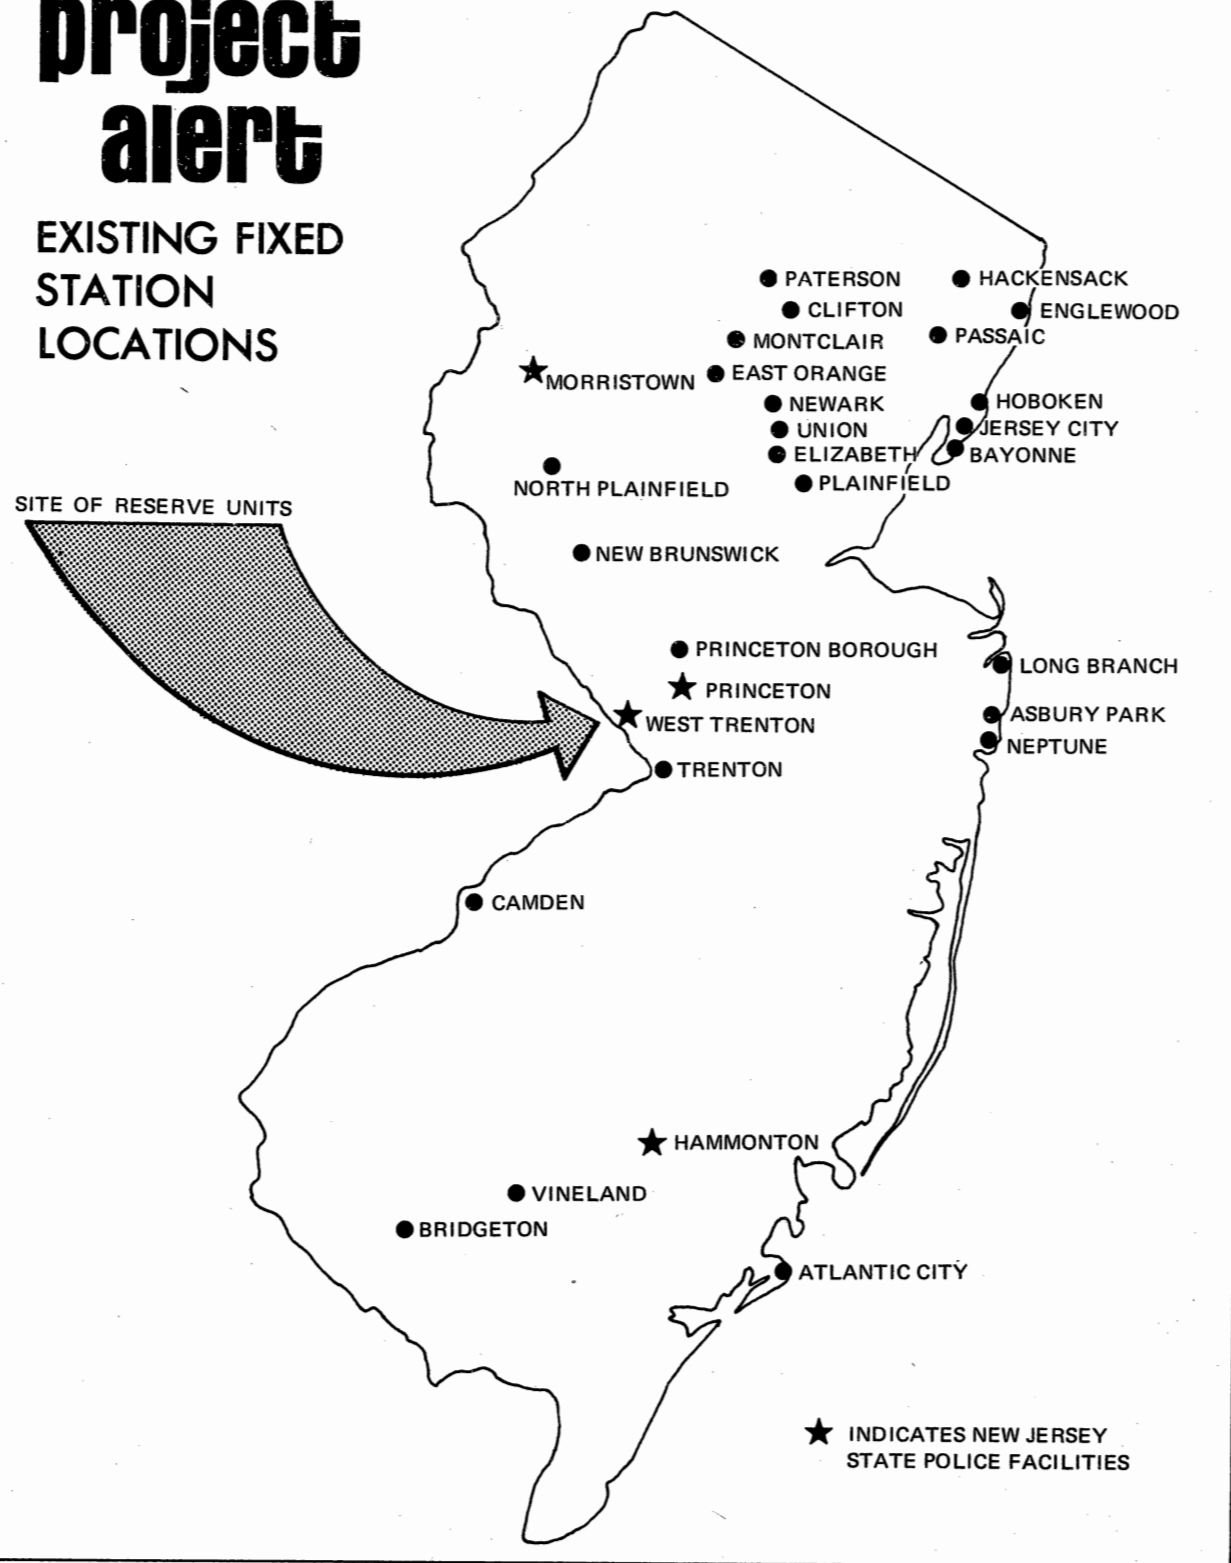 project
alert
EXISTING FIXED
STATION
LOCATIONS
PATERSON
HACKENSACK
CLIFTON
ENGLEWOOD
MONTCLAIR
PASSAIC
MORRISTOWN
EAST ORANGE
NEWARK
HOBOKEN
UNION
JERSEY CITY
ELIZABETH
BAYONNE
NORTH PLAINFIELD
PLAINFIELD
SITE OF RESERVE UNITS
NEW BRUNSWICK
PRINCETON BOROUGH
LONG BRANCH
PRINCETON
WEST TRENTON
ASBURY PARK
NEPTUNE
TRENTON
CAMDEN
HAMMONTON
VINELAND
BRIDGETON
ATLANTIC CITY
INDICATES NEW JERSEY
STATE POLICE FACILITIES